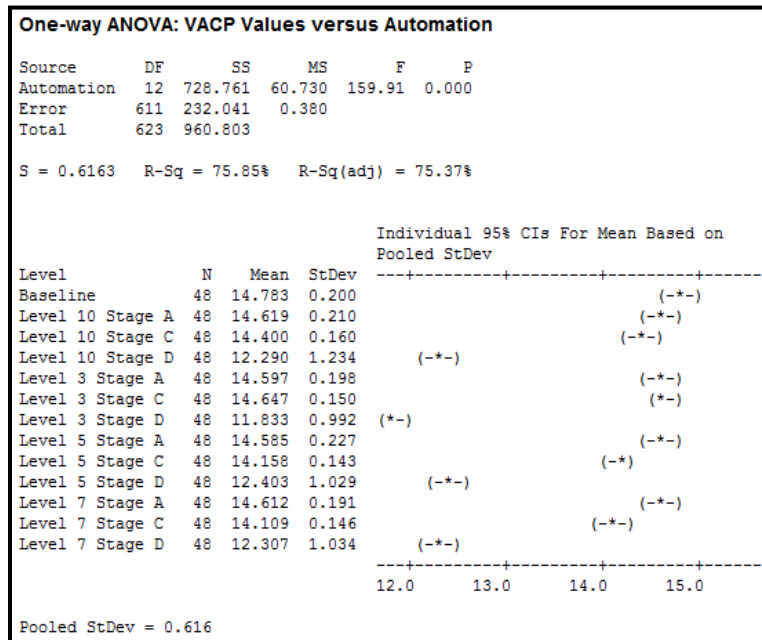 One-way ANOVA: VACP Values versus Automation
Source      DF       SS      MS       F      P
Automation  12  728.761  60.730  159.91  0.000
Error      611  232.041   0.380
Total      623  960.803
S = 0.6163   R-Sq = 75.85%   R-Sq(adj) = 75.37%
Individual 95% CIs For Mean Based on
Pooled StDev
Level              N    Mean  StDev  ---+---------+---------+---------+------
Baseline          48  14.783  0.200                               (-*-)
Level 10 Stage A  48  14.619  0.210                             (-*-)
Level 10 Stage C  48  14.400  0.160                           (-*-)
Level 10 Stage D  48  12.290  1.234      (-*-)
Level 3 Stage A   48  14.597  0.198                             (-*-)
Level 3 Stage C   48  14.647  0.150                              (*-)
Level 3 Stage D   48  11.833  0.992  (*-)
Level 5 Stage A   48  14.585  0.227                             (-*-)
Level 5 Stage C   48  14.158  0.143                         (-*)
Level 5 Stage D   48  12.403  1.029       (-*-)
Level 7 Stage A   48  14.612  0.191                             (-*-)
Level 7 Stage C   48  14.109  0.146                        (-*-)
Level 7 Stage D   48  12.307  1.034      (-*-)
---+---------+---------+---------+------
12.0      13.0      14.0      15.0
Pooled StDev = 0.616